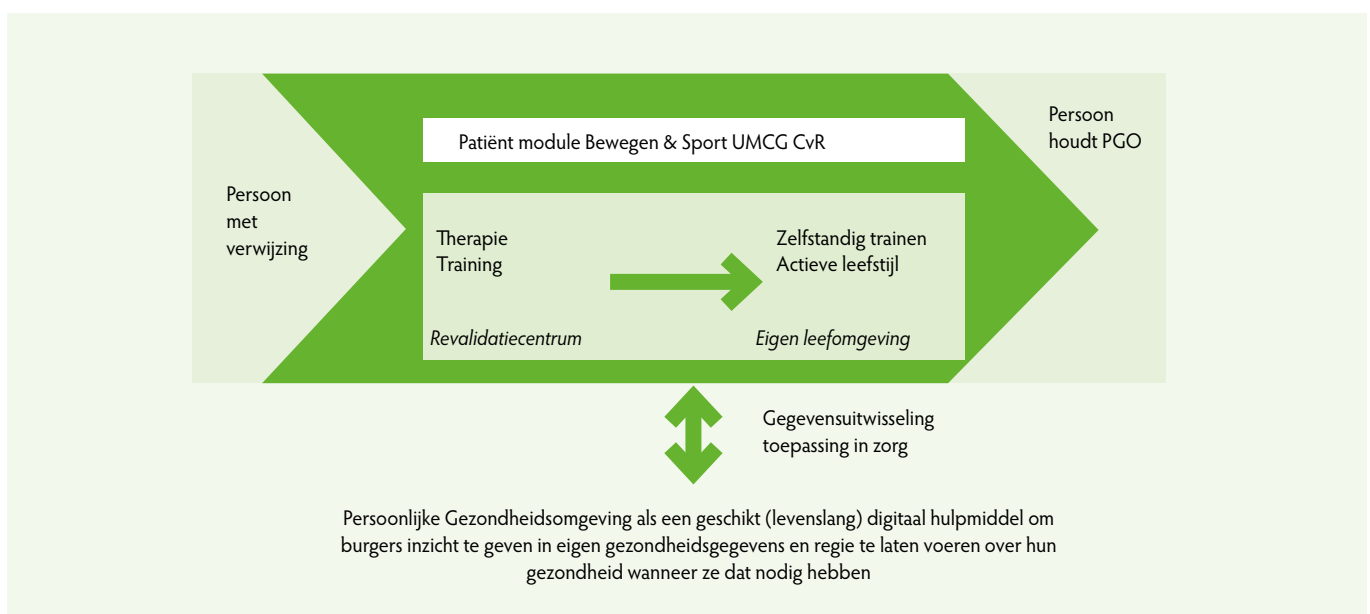 Patiënt module Bewegen & Sport UMCG CvR
Persoon
met
verwijzing
Therapie
Training
Revalidatiecentrum
Zelfstandig trainen
Actieve leefstijl
Eigen leefomgeving
Persoon
houdt PGO
Gegevensuitwisseling
toepassing in zorg
Persoonlijke Gezondheidsomgeving als een geschikt (levenslang) digitaal hulpmiddel om
burgers inzicht te geven in eigen gezondheidsgegevens en regie te laten voeren over hun
gezondheid wanneer ze dat nodig hebben